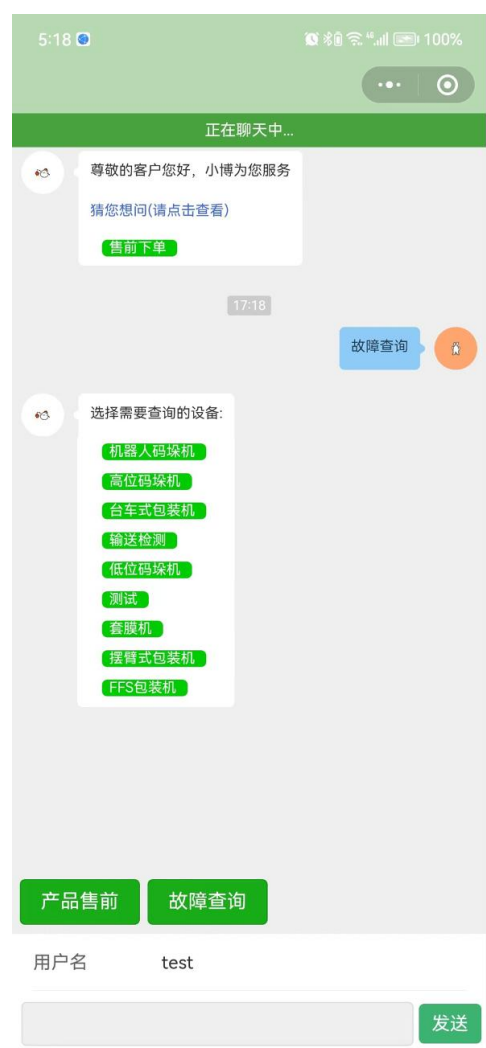 5:18
100%
正在聊天中...
尊敬的客户您好，小博为您服务
猜您想问(请点击查看)
售前下单
17:18
故障查询
选择需要查询的设备:
机器人码垛机
高位码垛机
台车式包装机
输送检测
低位码垛机
测试
套膜机
摆臂式包装机
FFS包装机
产品售前
故障查询
用户名
test
发送